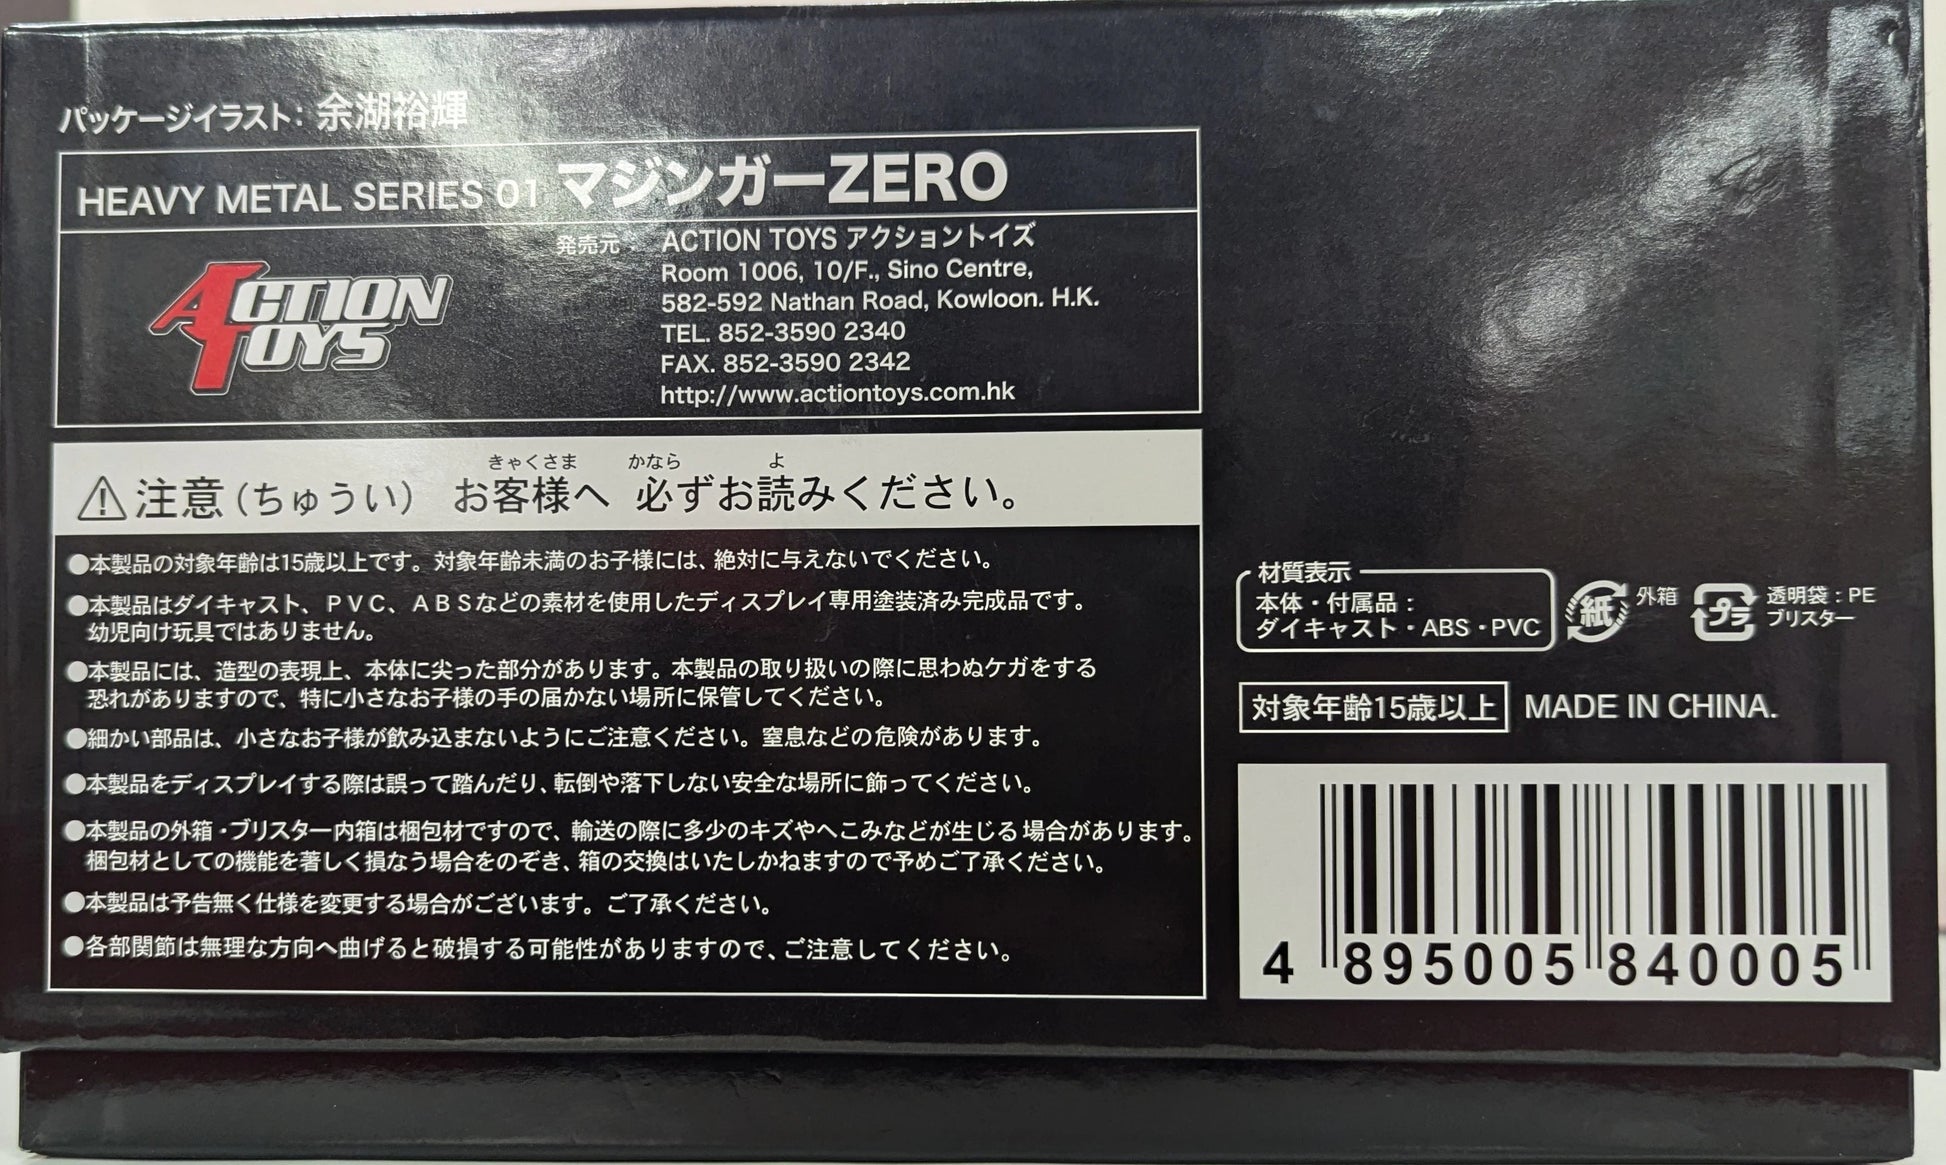 パッケージイラスト：余湖裕輝
HEAVY METAL SERIES 01 マジンガーZERO
ACTION TOYS
発売元： ACTION TOYS アクショントイズ
Room 1006, 10/F., Sino Centre,
582-592 Nathan Road, Kowloon. H.K.
TEL. 852-3590 2340
FAX. 852-3590 2342
http://www.actiontoys.com.hk
きゃくさま かなら よ
注意（ちゅうい） お客様へ 必ずお読みください。
●本製品の対象年齢は15歳以上です。対象年齢未満のお子様には、絶対に与えないでください。
●本製品はダイキャスト、ＰＶＣ、ＡＢＳなどの素材を使用したディスプレイ専用塗装済み完成品です。
幼児向け玩具ではありません。
●本製品には、造型の表現上、本体に尖った部分があります。本製品の取り扱いの際に思わぬケガをする
恐れがありますので、特に小さなお子様の手の届かない場所に保管してください。
●細かい部品は、小さなお子様が飲み込まないようにご注意ください。窒息などの危険があります。
●本製品をディスプレイする際は誤って踏んだり、転倒や落下しない安全な場所に飾ってください。
●本製品の外箱・ブリスター内箱は梱包材ですので、輸送の際に多少のキズやへこみなどが生じる場合があります。
梱包材としての機能を著しく損なう場合をのぞき、箱の交換はいたしかねますので予めご了承ください。
●本製品は予告無く仕様を変更する場合がございます。ご了承ください。
●各部関節は無理な方向へ曲げると破損する可能性がありますので、ご注意してください。
材質表示
本体・付属品：
ダイキャスト・ABS・PVC
紙 外箱
プラ 透明袋：PE
ブリスター
対象年齢15歳以上 MADE IN CHINA.
4 895005 840005